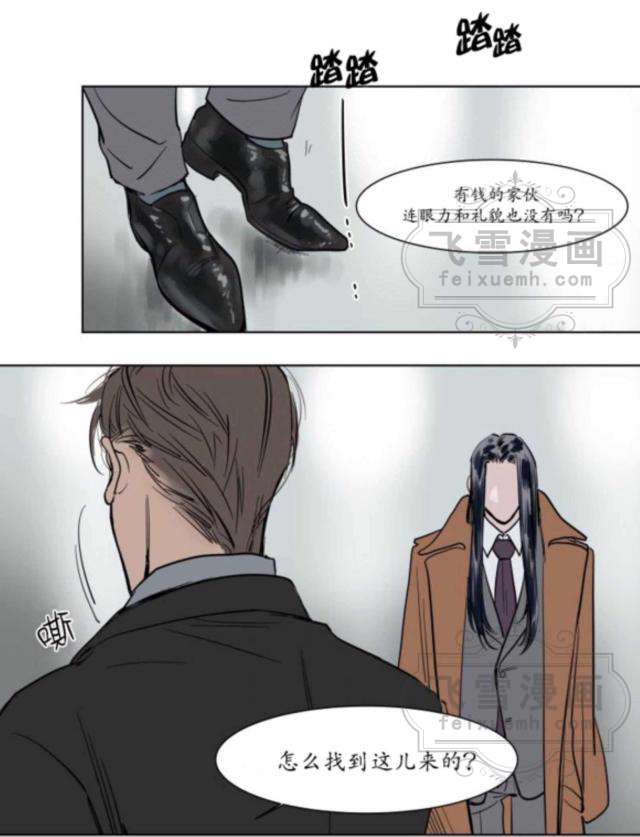 踏踏
踏踏
有钱的家伙
连眼力和礼貌也没有吗?
飞雪漫画
feixuemh.com
嘶
飞雪漫画
feixuemh.com
怎么找到这儿来的?